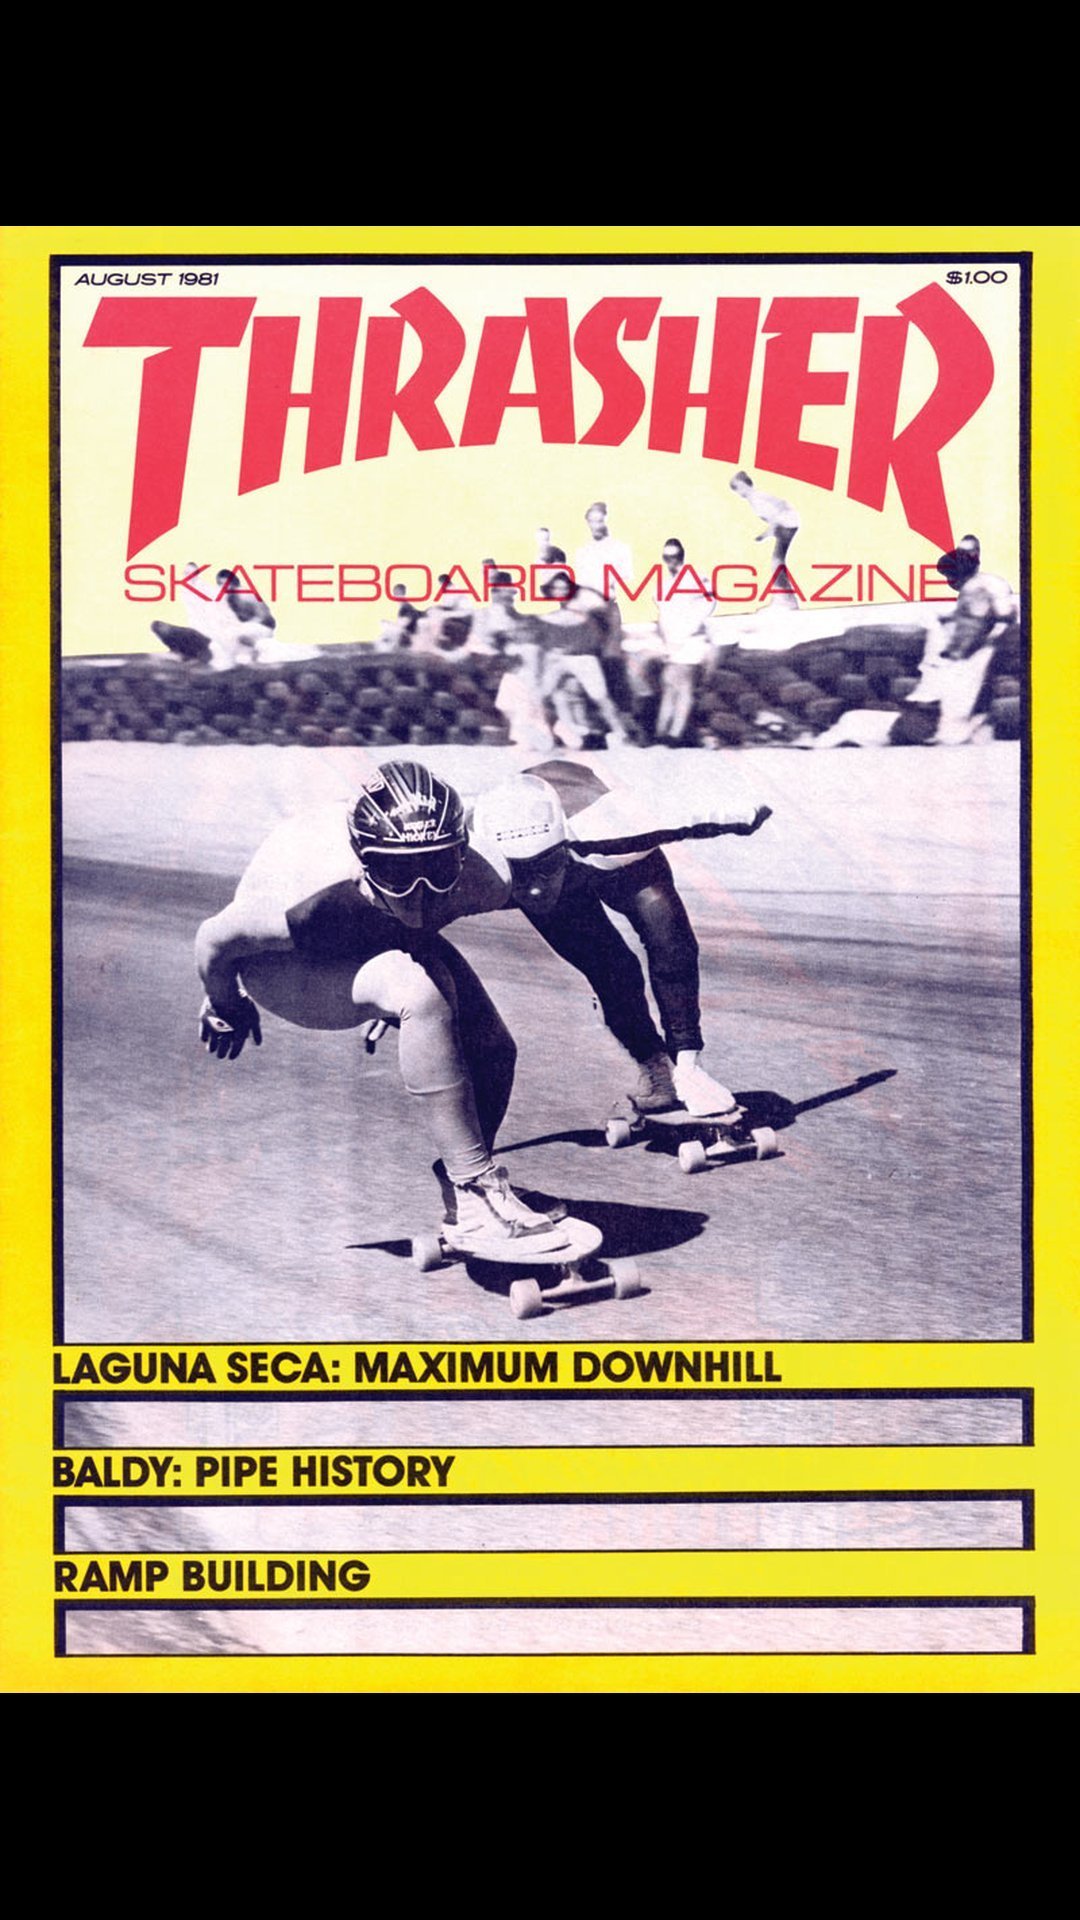 AUGUST 1981
$1.00
THRASHER
SKATEBOARD MAGAZINE
LAGUNA SECA: MAXIMUM DOWNHILL
BALDY: PIPE HISTORY
RAMP BUILDING